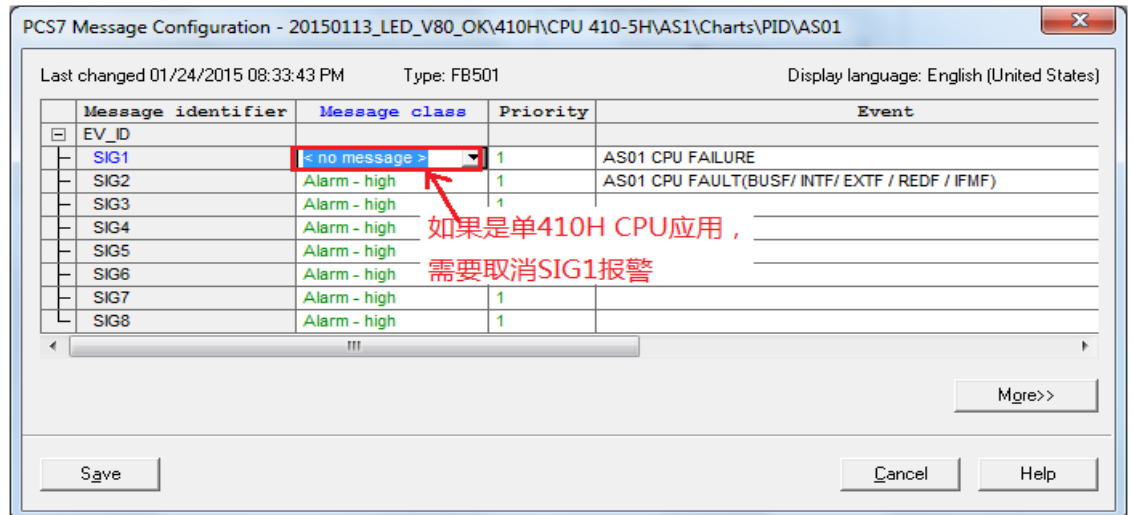 PCS7 Message Configuration - 20150113_LED_V80_OK\410H\CPU 410-5H\AS1\Charts\PID\AS01
Last changed 01/24/2015 08:33:43 PM Type: FB501 Display language: English (United States)
Message identifier Message class Priority Event
EV_ID
SIG1 < no message > 1 AS01 CPU FAILURE
SIG2 Alarm - high 1 AS01 CPU FAULT(BUSF/ INTF/ EXTF / REDF / IFMF)
SIG3 Alarm - high 1
SIG4 Alarm - high
如果是单410H CPU应用，
SIG5 Alarm - high
需要取消SIG1报警
SIG6 Alarm - high
SIG7 Alarm - high 1
SIG8 Alarm - high 1
More>>
Save Cancel Help